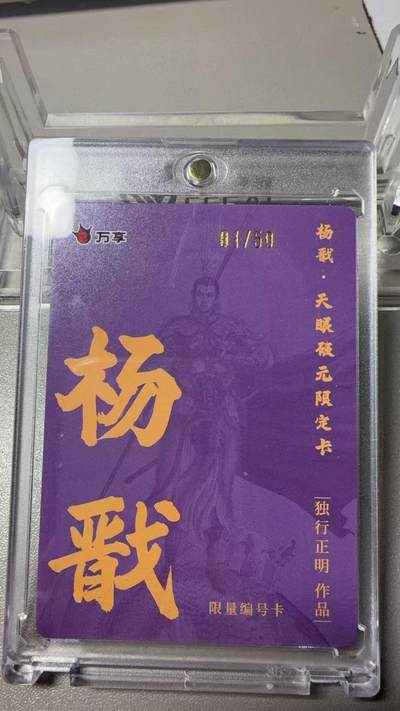 万享
01/50
杨戬·天眼破元限定卡
杨戬
独行正明 作品
限量编号卡